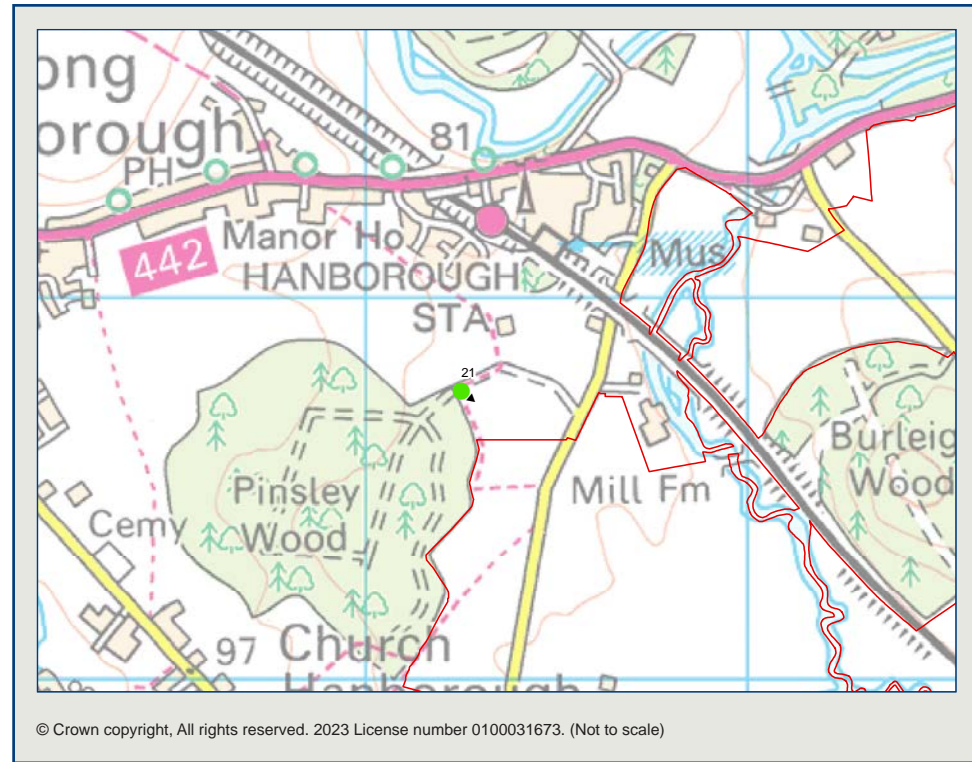 ong
orough
PH
81
442
Manor Ho
Mus
HANBOROUGH
STA
21
Burleig
Wood
Mill Fm
Pinsley
Wood
Cemy
97
Church
Hanborough
© Crown copyright, All rights reserved. 2023 License number 0100031673. (Not to scale)